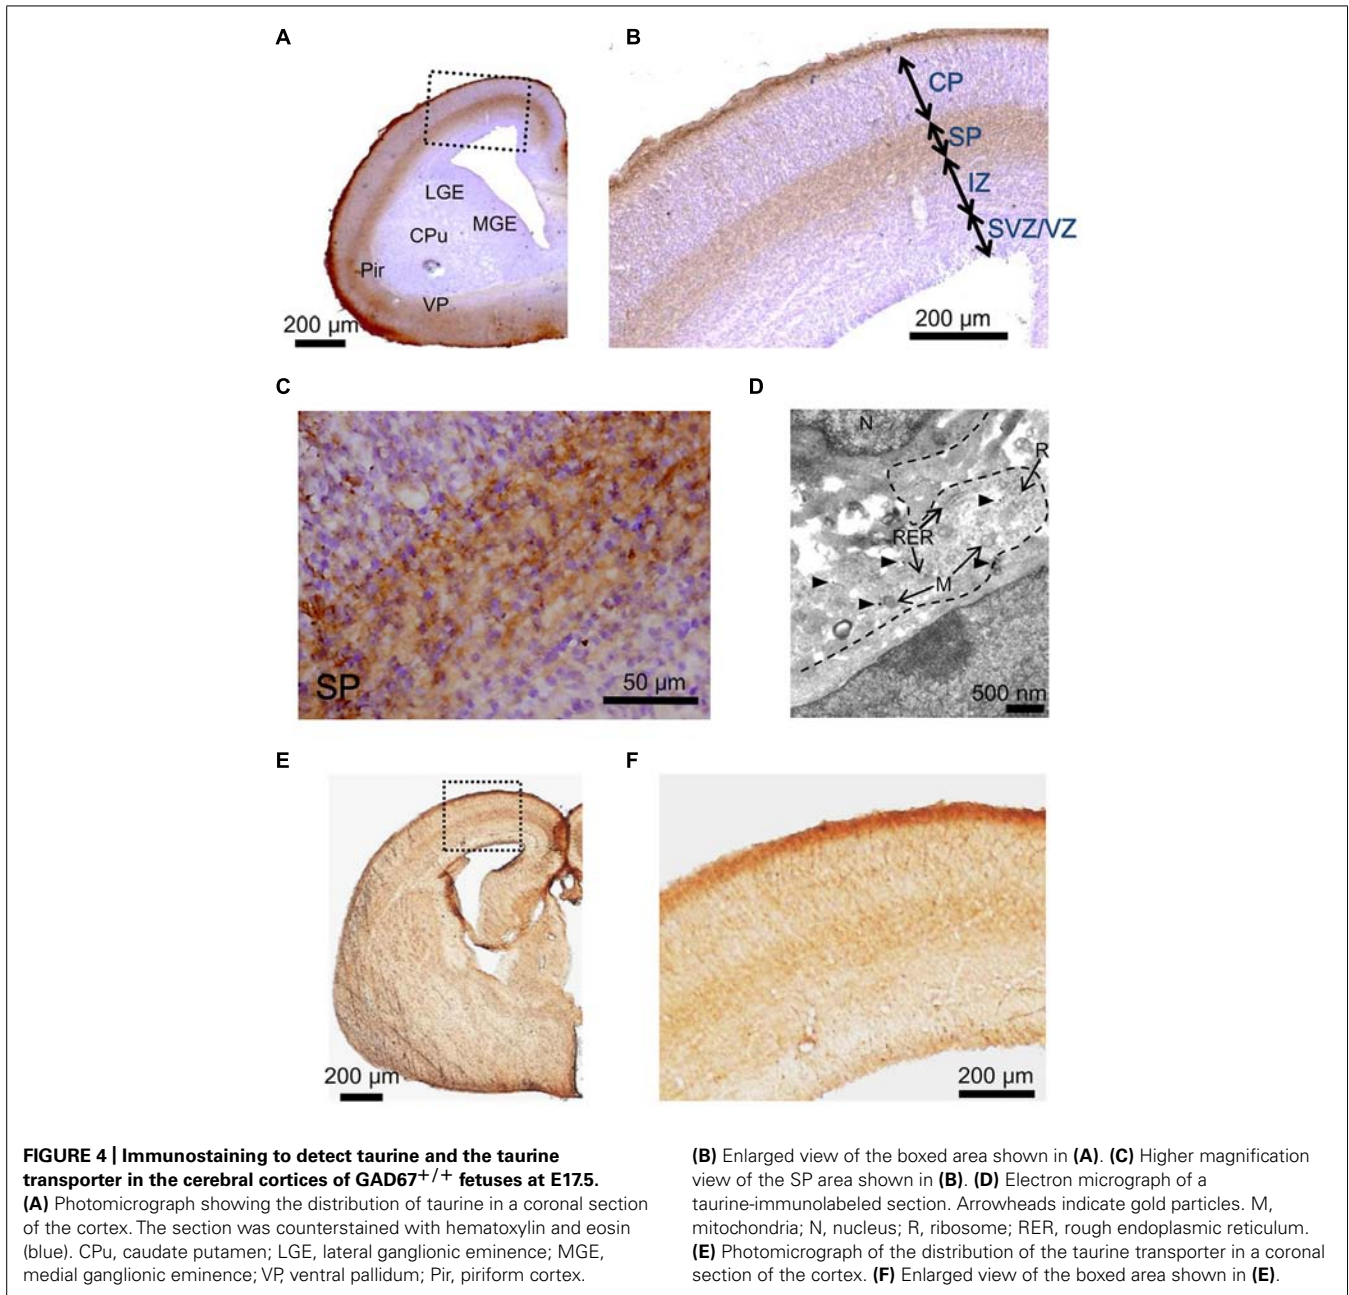 A
LGE
MGE
CPu
Pir
VP
200 µm
B
CP
SP
IZ
SVZ/VZ
200 µm
C
SP
50 µm
D
N
R
RER
M
500 nm
E
200 µm
F
200 µm
FIGURE 4 | Immunostaining to detect taurine and the taurine
transporter in the cerebral cortices of GAD67+/+ fetuses at E17.5.
(A) Photomicrograph showing the distribution of taurine in a coronal section
of the cortex. The section was counterstained with hematoxylin and eosin
(blue). CPu, caudate putamen; LGE, lateral ganglionic eminence; MGE,
medial ganglionic eminence; VP, ventral pallidum; Pir, piriform cortex.
(B) Enlarged view of the boxed area shown in (A). (C) Higher magnification
view of the SP area shown in (B). (D) Electron micrograph of a
taurine-immunolabeled section. Arrowheads indicate gold particles. M,
mitochondria; N, nucleus; R, ribosome; RER, rough endoplasmic reticulum.
(E) Photomicrograph of the distribution of the taurine transporter in a coronal
section of the cortex. (F) Enlarged view of the boxed area shown in (E).